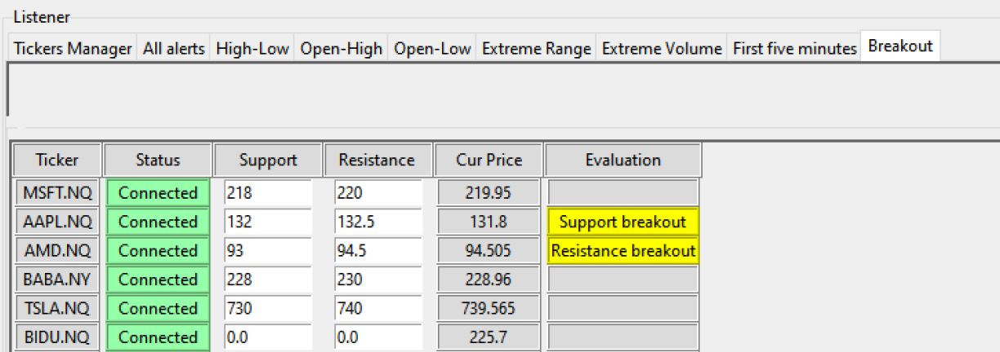 Listener
Tickers Manager All alerts High-Low Open-High Open-Low Extreme Range Extreme Volume First five minutes Breakout
Ticker Status Support Resistance Cur Price Evaluation
MSFT.NQ Connected 218 220 219.95
AAPL.NQ Connected 132 132.5 131.8 Support breakout
AMD.NQ Connected 93 94.5 94.505 Resistance breakout
BABA.NY Connected 228 230 228.96
TSLA.NQ Connected 730 740 739.565
BIDU.NQ Connected 0.0 0.0 225.7